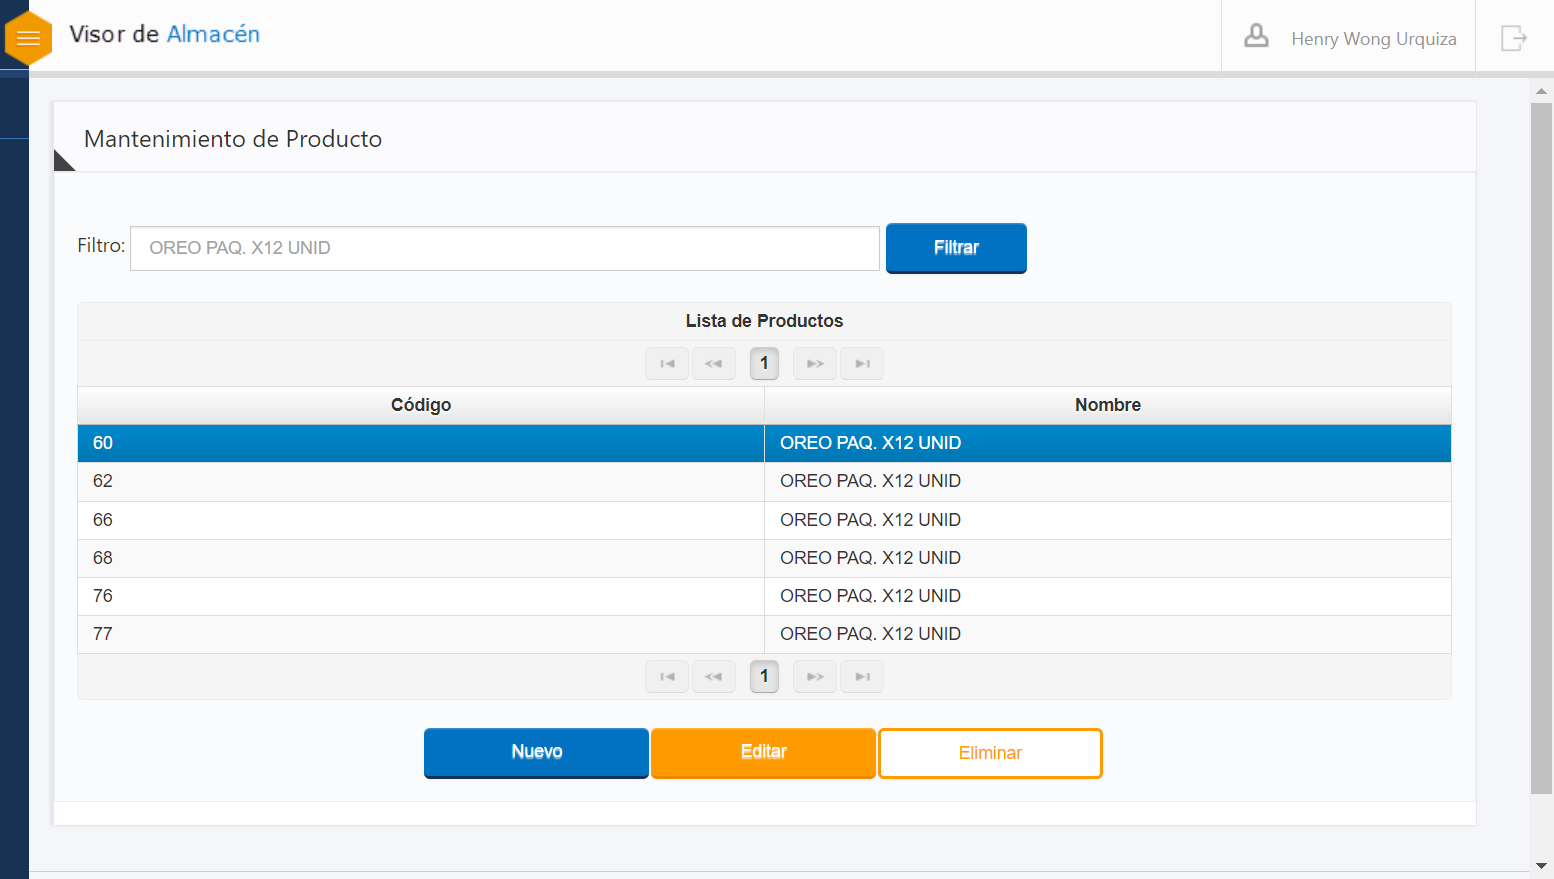 Visor de Almacén
Henry Wong Urquiza
Mantenimiento de Producto
Filtro: OREO PAQ. X12 UNID Filtrar
Lista de Productos
1
Código Nombre
60 OREO PAQ. X12 UNID
62 OREO PAQ. X12 UNID
66 OREO PAQ. X12 UNID
68 OREO PAQ. X12 UNID
76 OREO PAQ. X12 UNID
77 OREO PAQ. X12 UNID
1
Nuevo Editar Eliminar